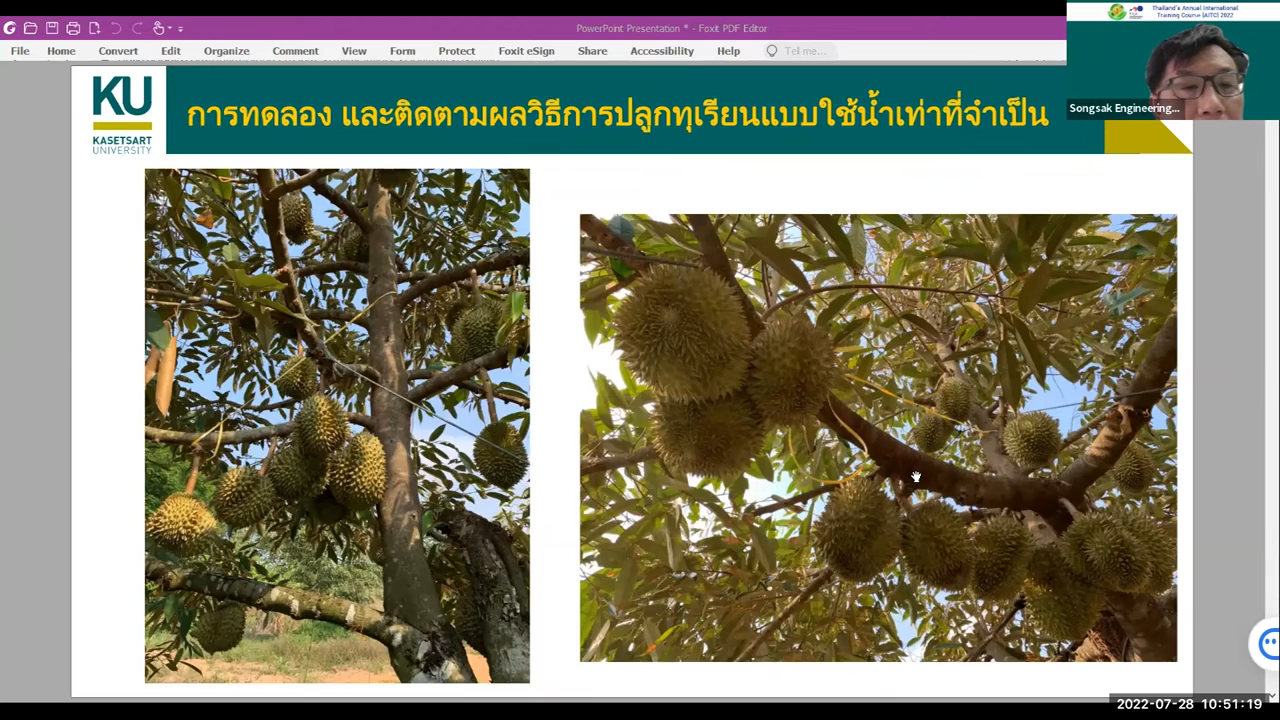 Thailand's Annual International
Training Course (AITC) 2022
PowerPoint Presentation * - Foxit PDF Editor
File Home Convert Edit Organize Comment View Form Protect Foxit eSign Share Accessibility Help Tell me...
Songsak Engineering...
KU
KASETSART
UNIVERSITY
การทดลอง และติดตามผลวิธีการปลูกทุเรียนแบบใช้น้ำเท่าที่จำเป็น
2022-07-28 10:51:19